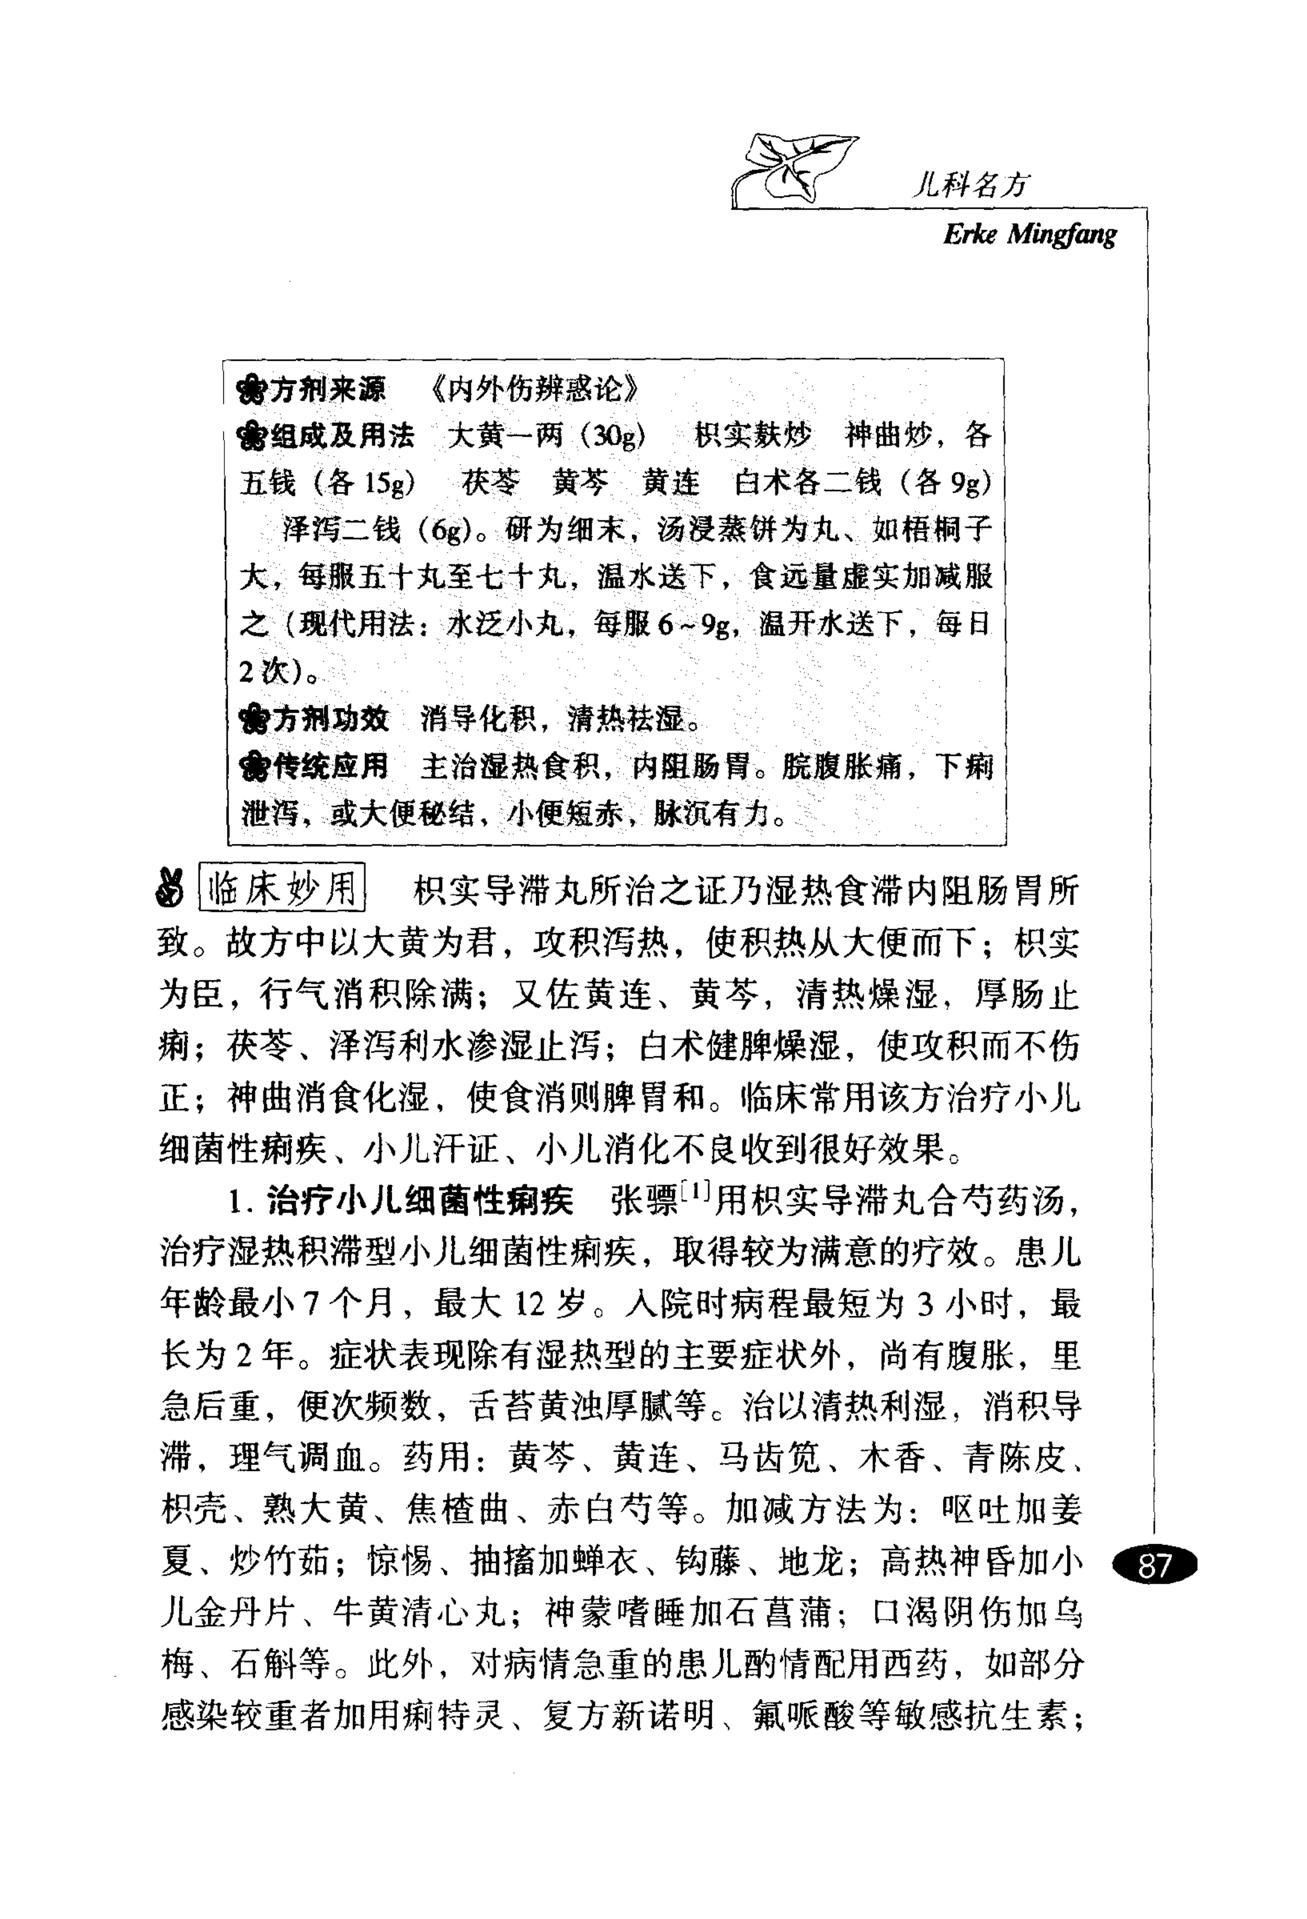 儿科名方
Erke Mingfang
方剂来源 《内外伤辨惑论》
组成及用法 大黄一两（30g） 枳实麸炒 神曲炒，各
五钱（各 15g） 茯苓 黄芩 黄连 白术各二钱（各 9g）
泽泻二钱（6g）。研为细末，汤浸蒸饼为丸、如梧桐子
大，每服五十丸至七十丸，温水送下，食远量虚实加减服
之（现代用法：水泛小丸，每服 6～9g，温开水送下，每日
2 次）。
方剂功效 消导化积，清热祛湿。
传统应用 主治湿热食积，内阻肠胃。脘腹胀痛，下痢
泄泻，或大便秘结，小便短赤，脉沉有力。
临床妙用 枳实导滞丸所治之证乃湿热食滞内阻肠胃所
致。故方中以大黄为君，攻积泻热，使积热从大便而下；枳实
为臣，行气消积除满；又佐黄连、黄芩，清热燥湿，厚肠止
痢；茯苓、泽泻利水渗湿止泻；白术健脾燥湿，使攻积而不伤
正；神曲消食化湿，使食消则脾胃和。临床常用该方治疗小儿
细菌性痢疾、小儿汗证、小儿消化不良收到很好效果。
1. 治疗小儿细菌性痢疾 张骠[1]用枳实导滞丸合芍药汤，
治疗湿热积滞型小儿细菌性痢疾，取得较为满意的疗效。患儿
年龄最小 7 个月，最大 12 岁。入院时病程最短为 3 小时，最
长为 2 年。症状表现除有湿热型的主要症状外，尚有腹胀，里
急后重，便次频数，舌苔黄浊厚腻等。治以清热利湿，消积导
滞，理气调血。药用：黄芩、黄连、马齿笕、木香、青陈皮、
枳壳、熟大黄、焦楂曲、赤白芍等。加减方法为：呕吐加姜
夏、炒竹茹；惊惕、抽搐加蝉衣、钩藤、地龙；高热神昏加小
儿金丹片、牛黄清心丸；神蒙嗜睡加石菖蒲；口渴阴伤加乌
梅、石斛等。此外，对病情急重的患儿酌情配用西药，如部分
感染较重者加用痢特灵、复方新诺明、氟哌酸等敏感抗生素；
87